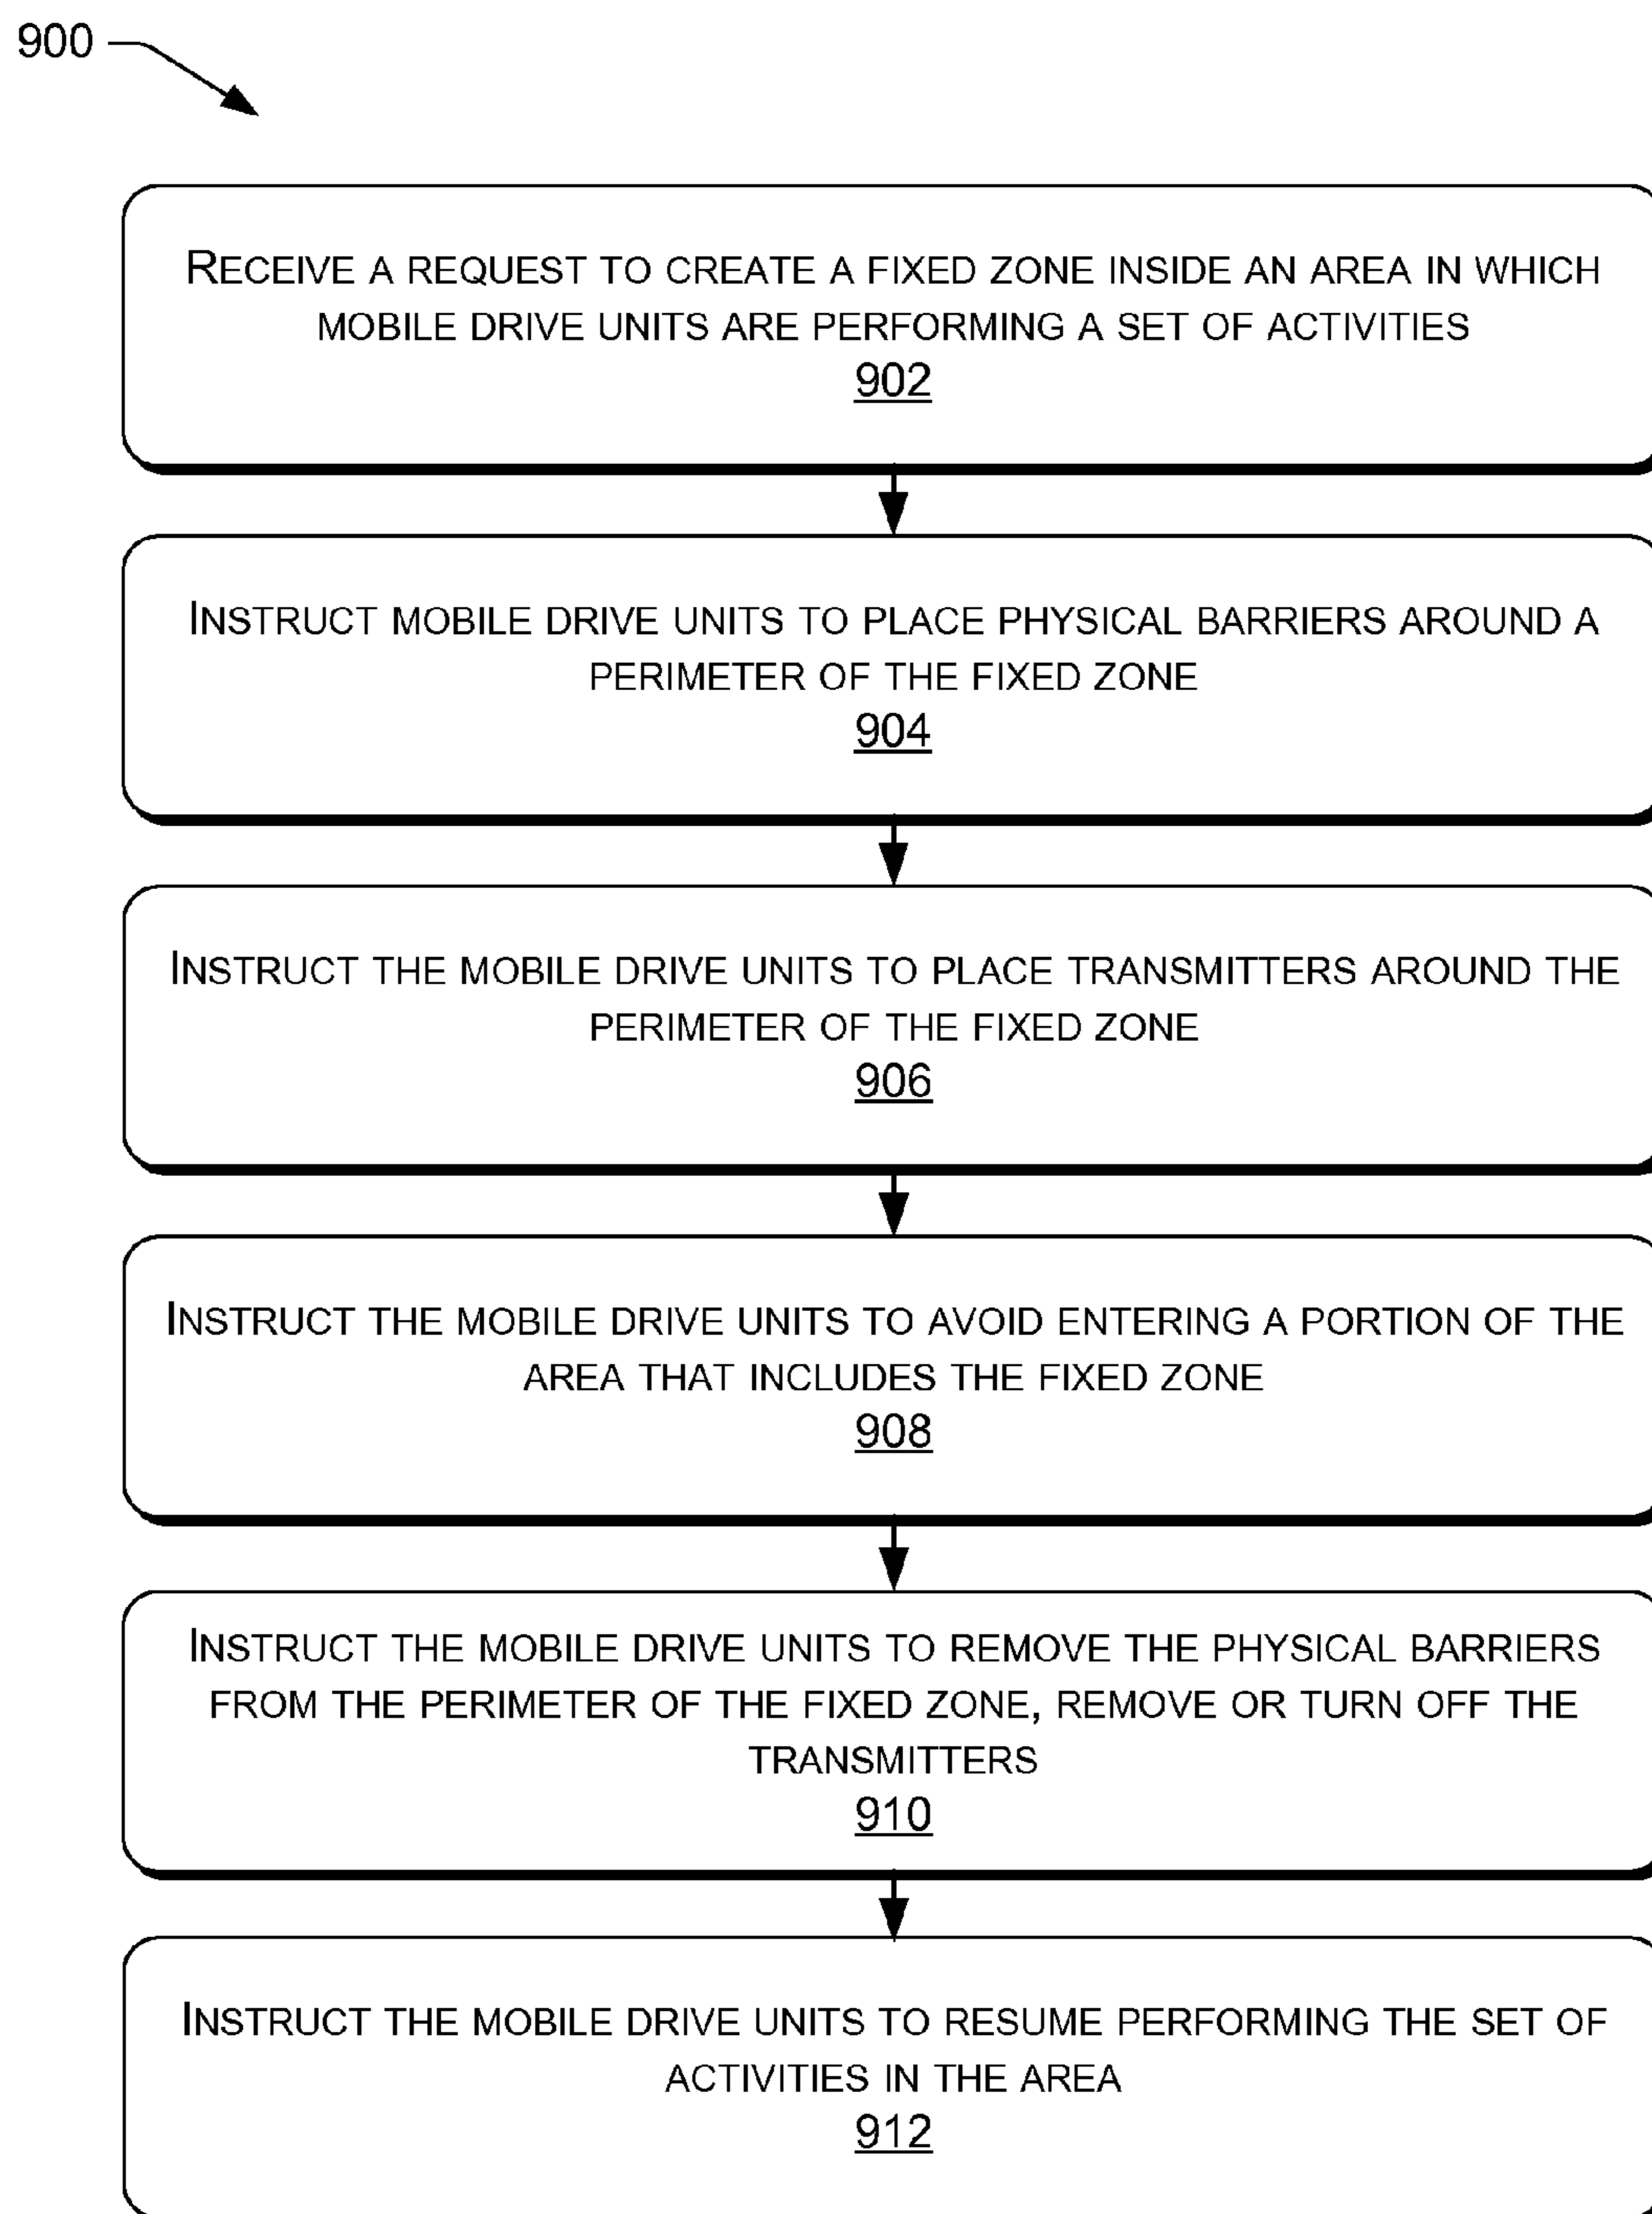 900
RECEIVE A REQUEST TO CREATE A FIXED ZONE INSIDE AN AREA IN WHICH
MOBILE DRIVE UNITS ARE PERFORMING A SET OF ACTIVITIES
902
INSTRUCT MOBILE DRIVE UNITS TO PLACE PHYSICAL BARRIERS AROUND A
PERIMETER OF THE FIXED ZONE
904
INSTRUCT THE MOBILE DRIVE UNITS TO PLACE TRANSMITTERS AROUND THE
PERIMETER OF THE FIXED ZONE
906
INSTRUCT THE MOBILE DRIVE UNITS TO AVOID ENTERING A PORTION OF THE
AREA THAT INCLUDES THE FIXED ZONE
908
INSTRUCT THE MOBILE DRIVE UNITS TO REMOVE THE PHYSICAL BARRIERS
FROM THE PERIMETER OF THE FIXED ZONE, REMOVE OR TURN OFF THE
TRANSMITTERS
910
INSTRUCT THE MOBILE DRIVE UNITS TO RESUME PERFORMING THE SET OF
ACTIVITIES IN THE AREA
912